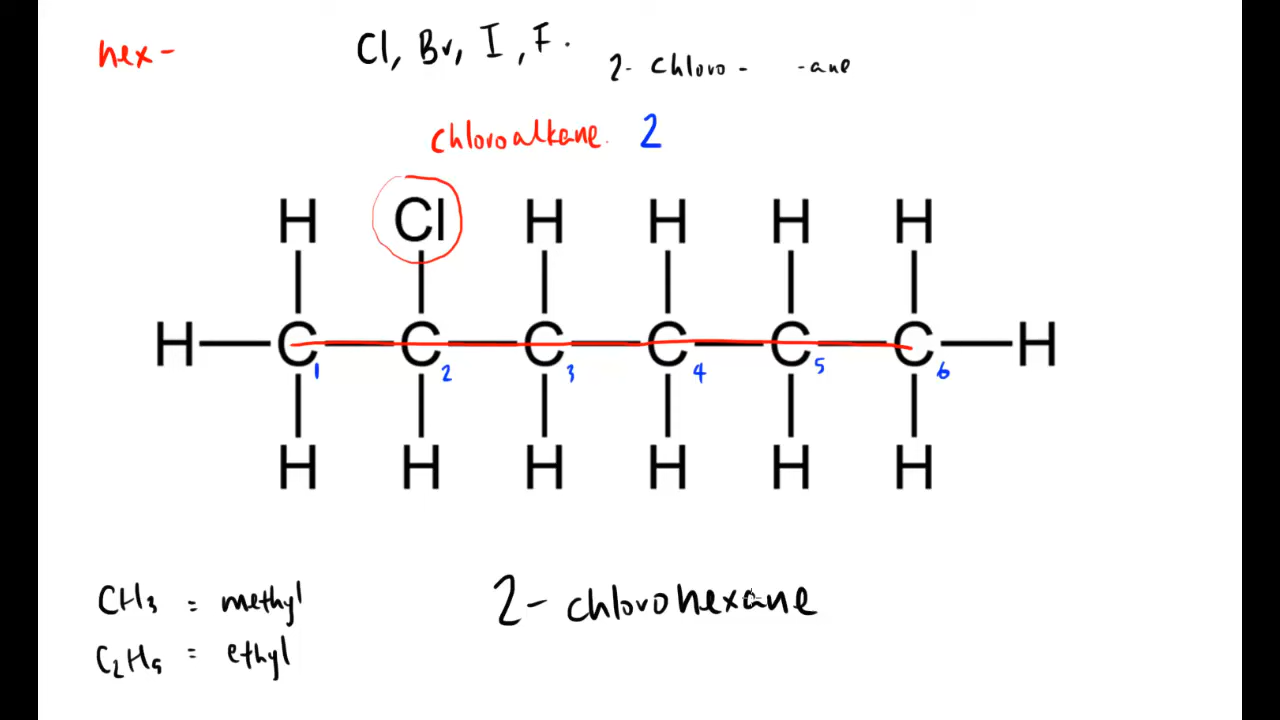 hex-
Cl, Br, I, F.
2- chloro - -ane
chloroalkane. 2
H Cl H H H H
H C C C C C C H
1 2 3 4 5 6
H H H H H H
CH3 = methyl
2- chlorohexane
C2H5 = ethyl